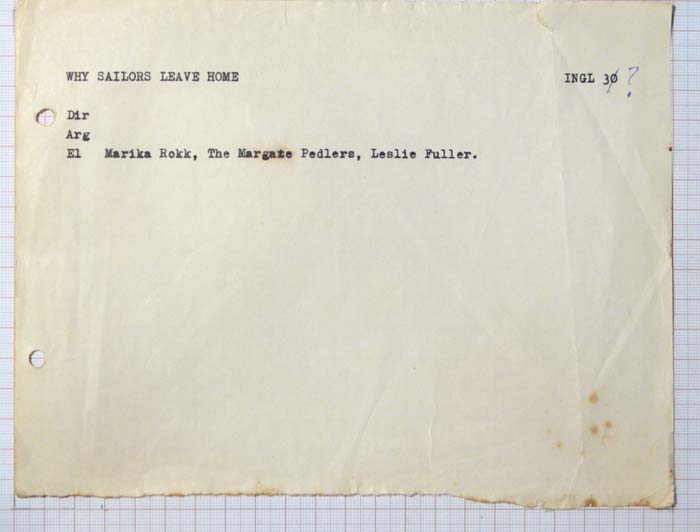 WHY SAILORS LEAVE HOME INGL 30 ?
Dir
Arg
El Marika Rokk, The Margate Pedlers, Leslie Fuller.